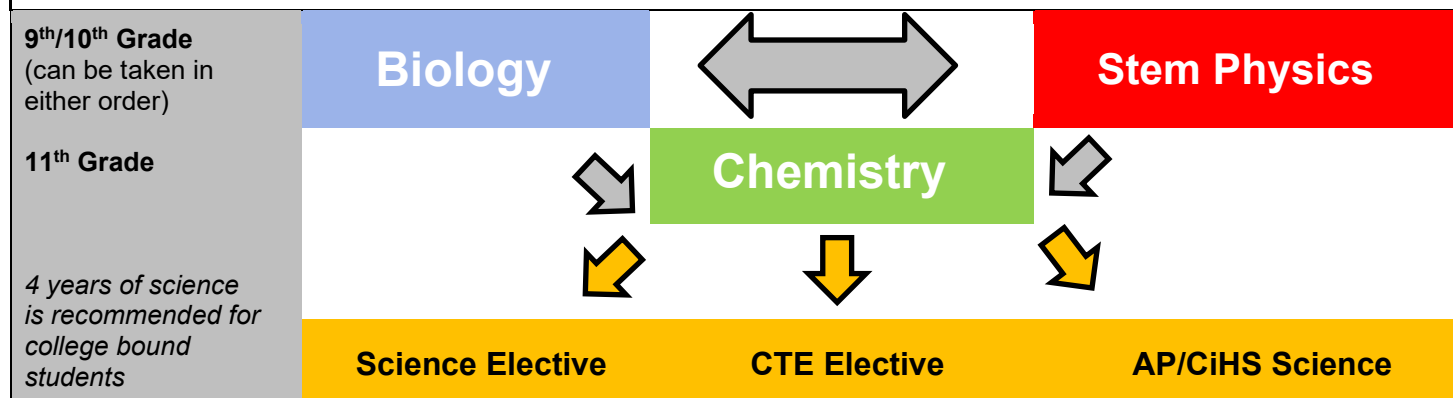 9th/10th Grade
(can be taken in
either order)
Biology
Stem Physics
11th Grade
Chemistry
4 years of science
is recommended for
college bound
students
Science Elective
CTE Elective
AP/CiHS Science